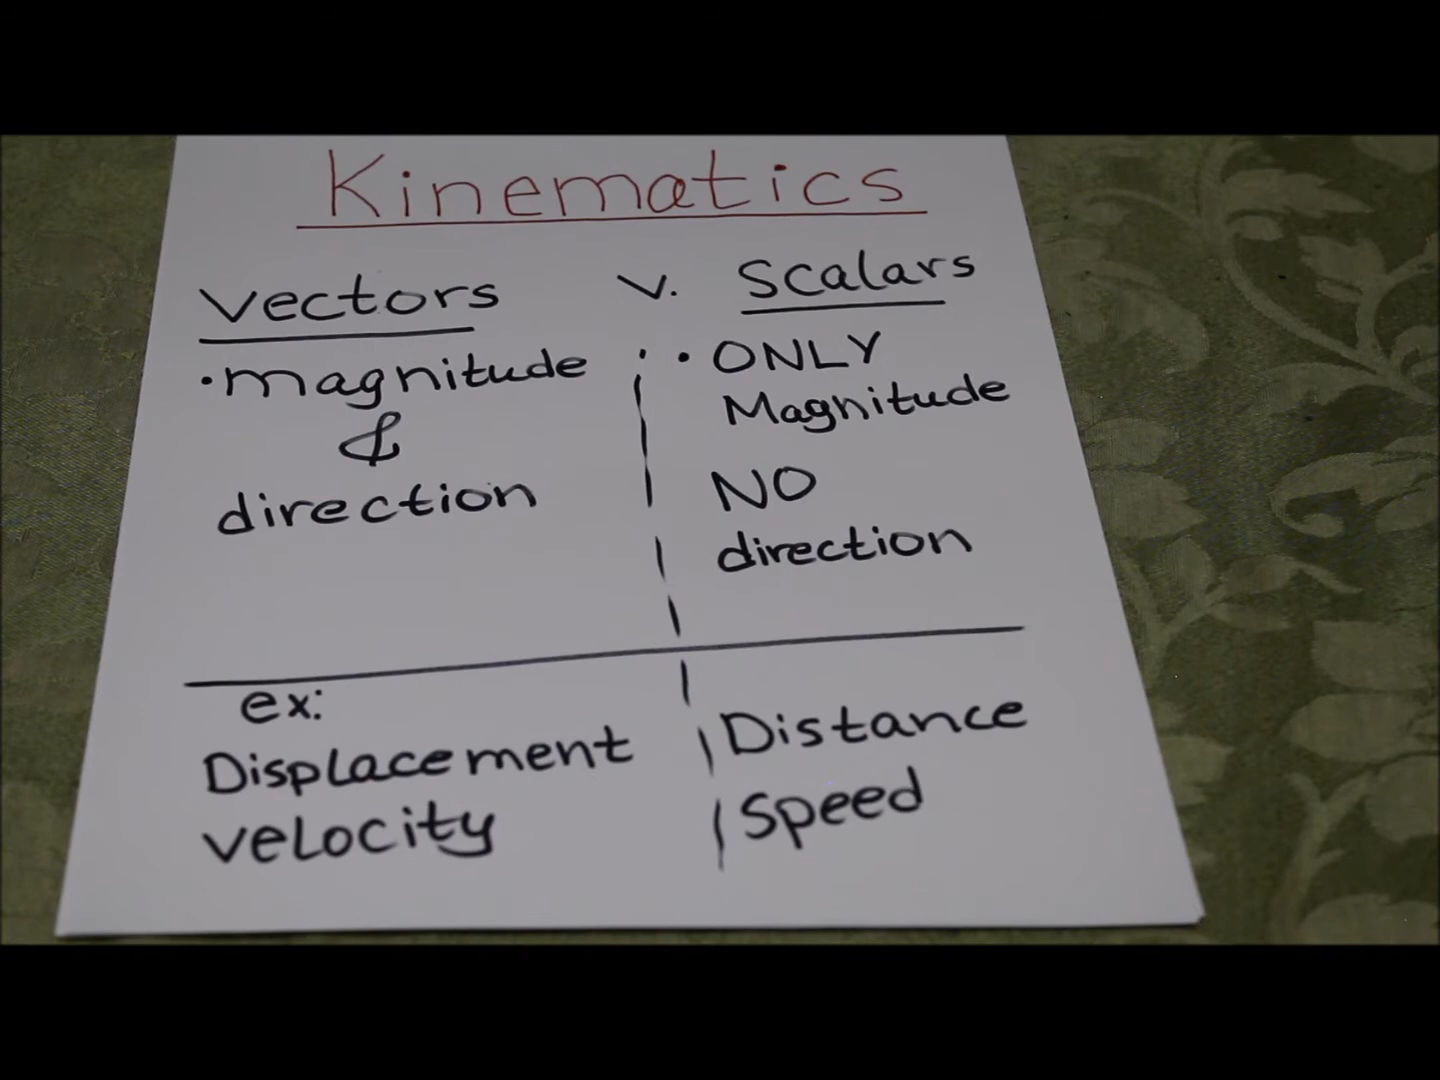 Kinematics
Vectors v. Scalars
• magnitude
&
direction
• ONLY
Magnitude
NO
direction
ex:
Displacement
velocity
Distance
Speed